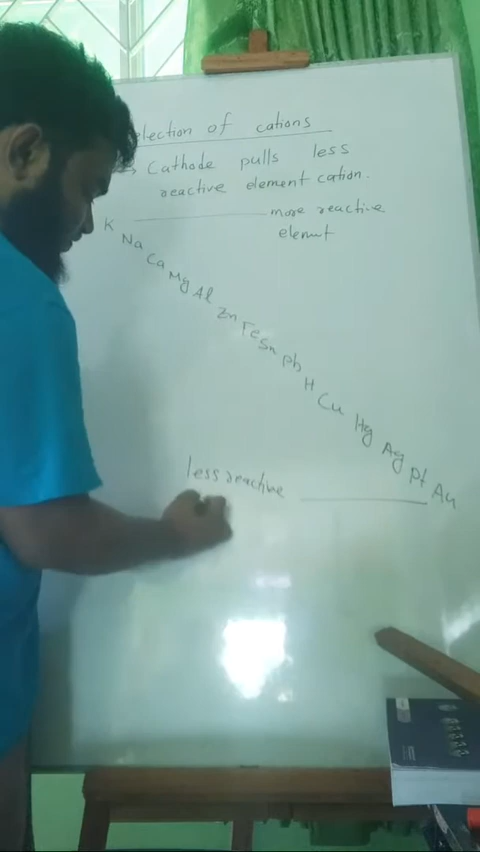 lection of cations
Cathode pulls less
reactive element cation.
more reactive
elemnt
K
Na
Ca
Mg
Al
Zn
Fe
Sn
Pb
H
Cu
Hg
Ag
Pt
Au
less reactive